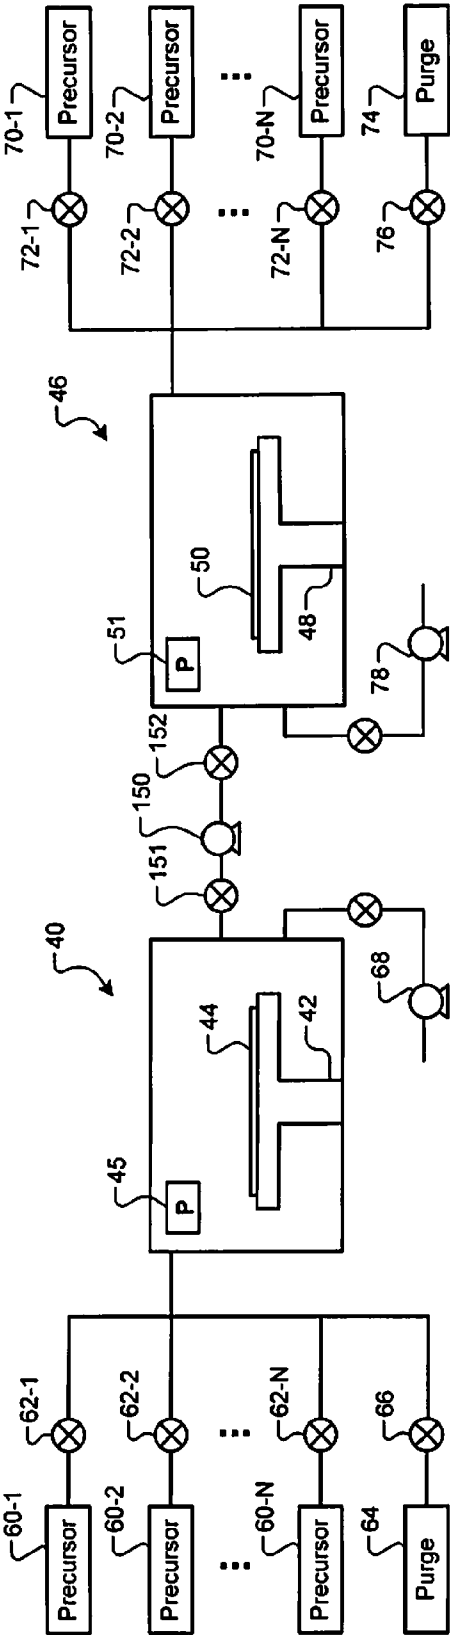 60-1
Precursor
62-1
60-2
Precursor
62-2
60-N
Precursor
62-N
64
Purge
66
40
45
P
44
42
68
151
150
152
46
51
P
50
48
78
72-1
70-1
Precursor
72-2
70-2
Precursor
72-N
70-N
Precursor
76
74
Purge